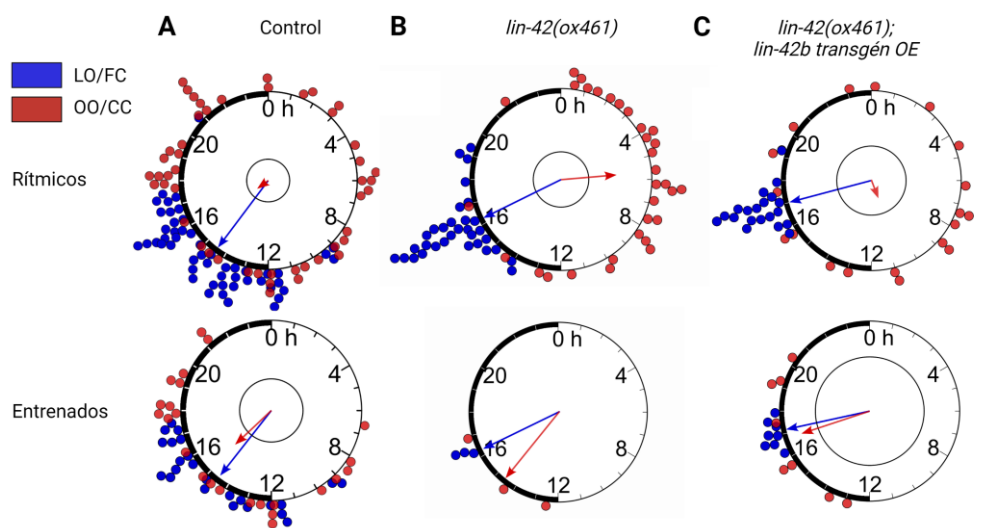 A Control
B lin-42(ox461)
C lin-42(ox461);
lin-42b transgén OE
LO/FC
OO/CC
Rítmicos
0 h
4
8
12
16
20
0 h
4
8
12
16
20
0 h
4
8
12
16
20
Entrenados
0 h
4
8
12
16
20
0 h
4
8
12
16
20
0 h
4
8
12
16
20